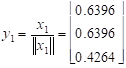 y₁ = x₁ / ‖x₁‖ = [0.6396
0.6396
0.4264]